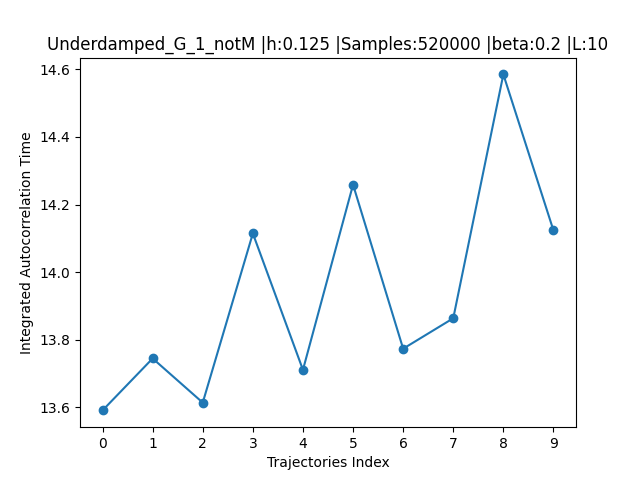 Underdamped_G_1_notM |h:0.125 |Samples:520000 |beta:0.2 |L:10
14.6
14.4
14.2
14.0
13.8
13.6
Integrated Autocorrelation Time
0 1 2 3 4 5 6 7 8 9
Trajectories Index